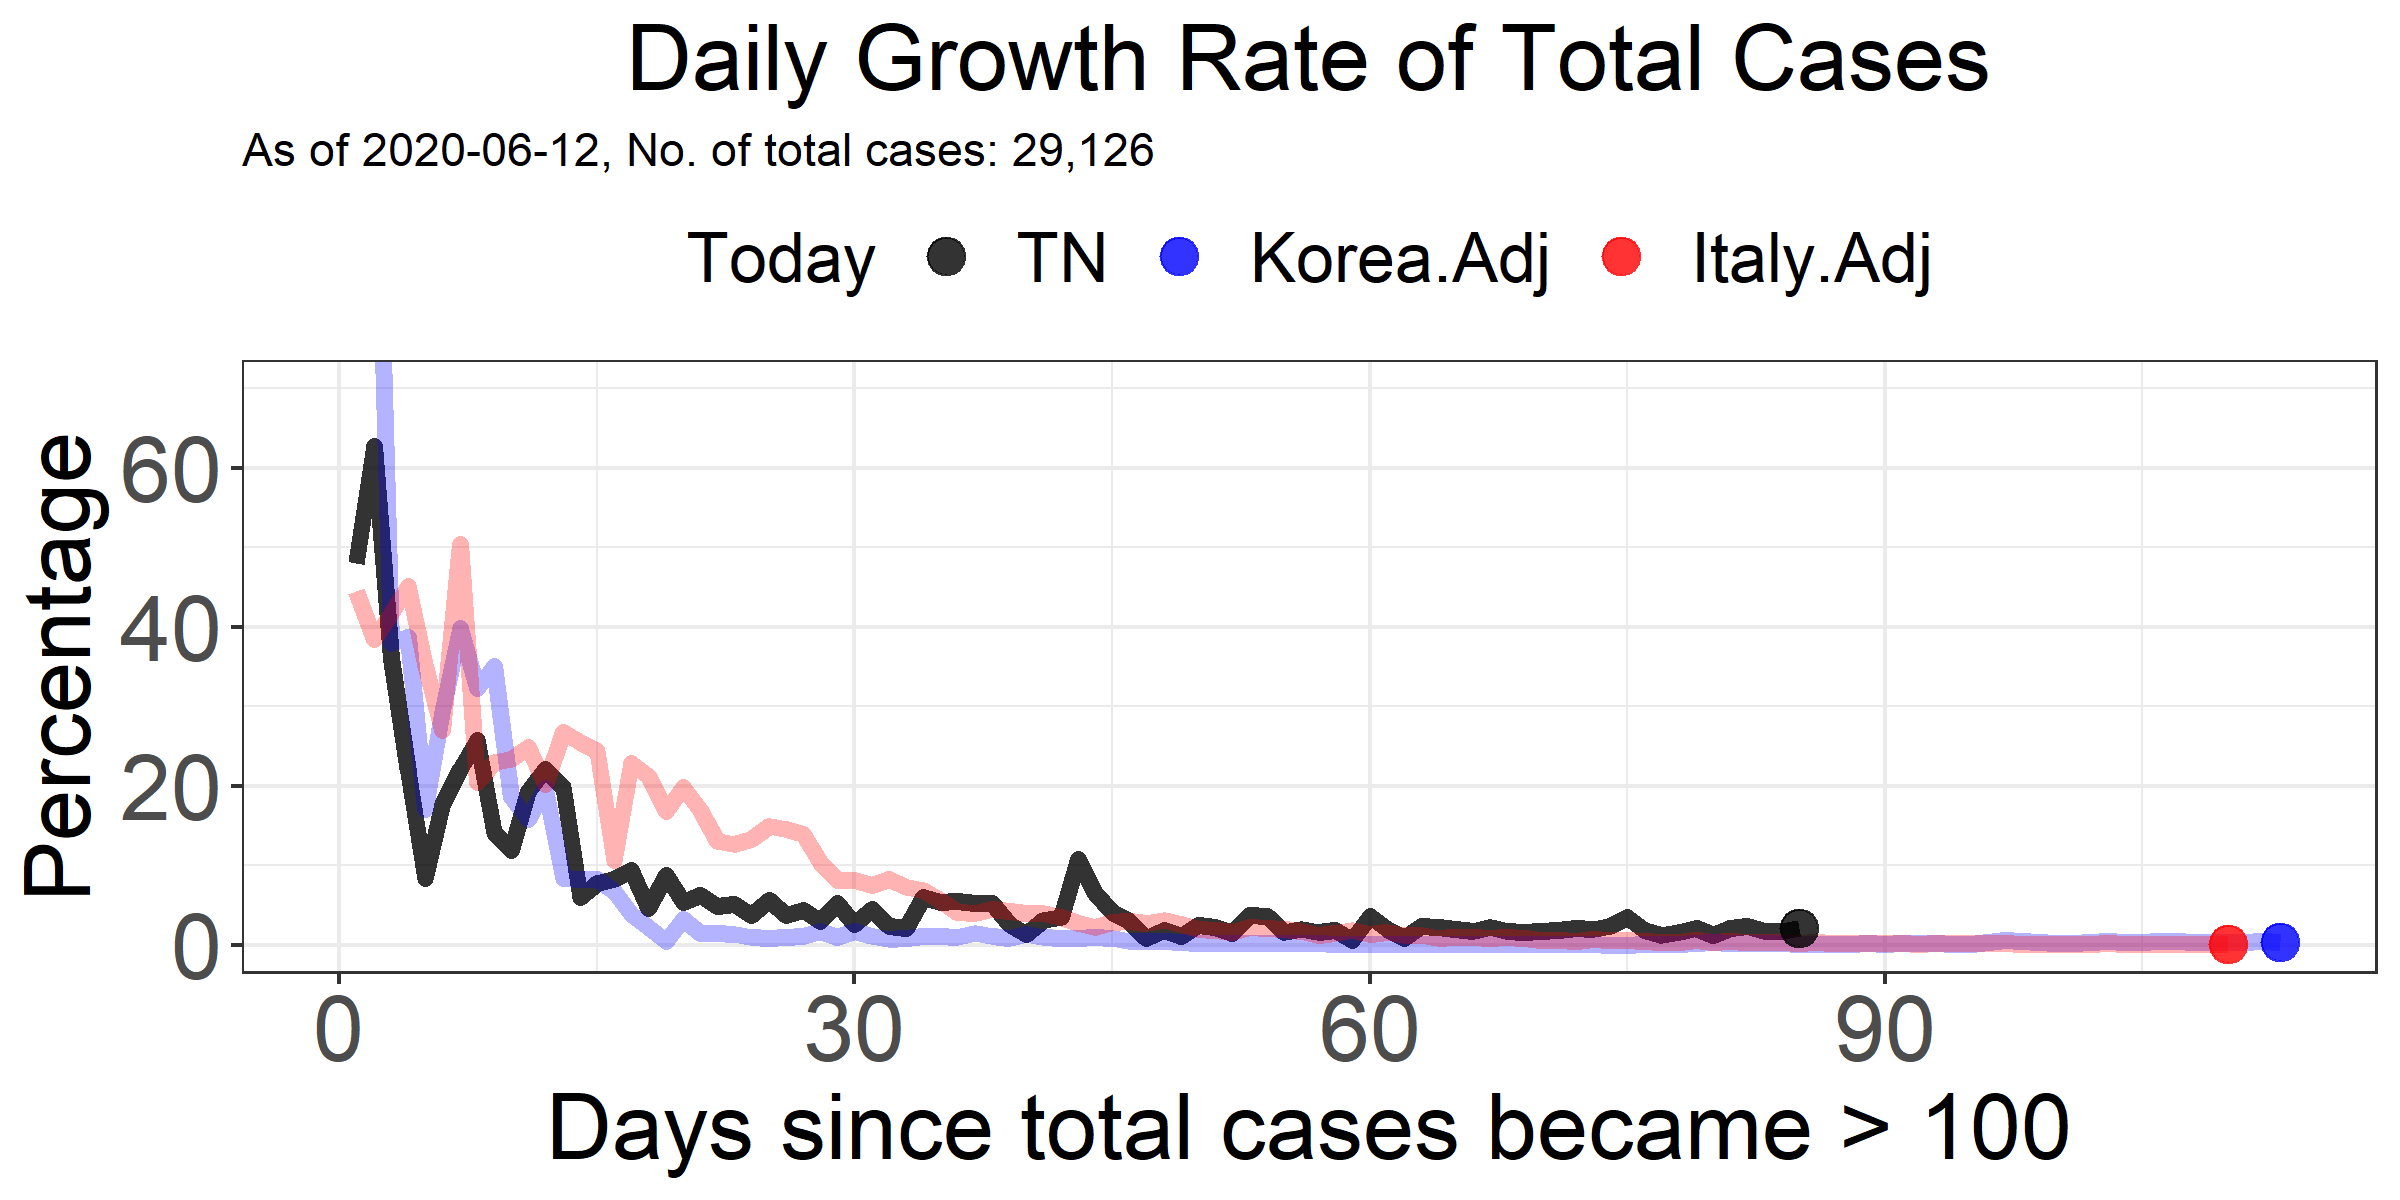 Daily Growth Rate of Total Cases
As of 2020-06-12, No. of total cases: 29,126
Today TN Korea.Adj Italy.Adj
Percentage
60
40
20
0
0 30 60 90
Days since total cases became > 100